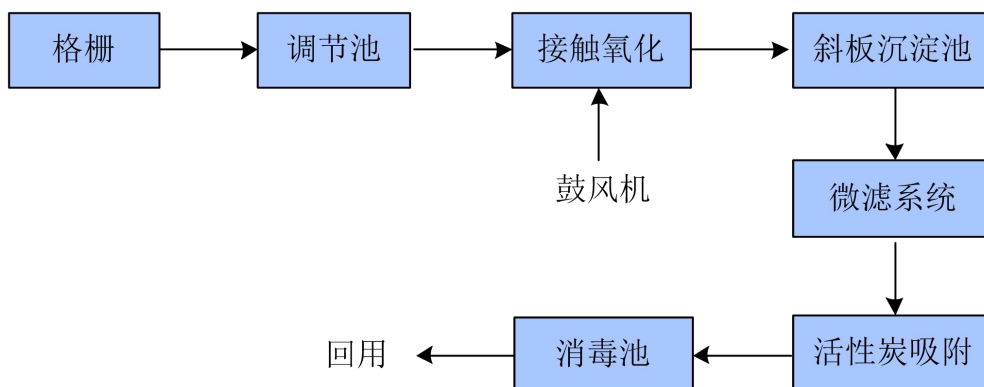 格栅
调节池
接触氧化
斜板沉淀池
鼓风机
微滤系统
活性炭吸附
消毒池
回用